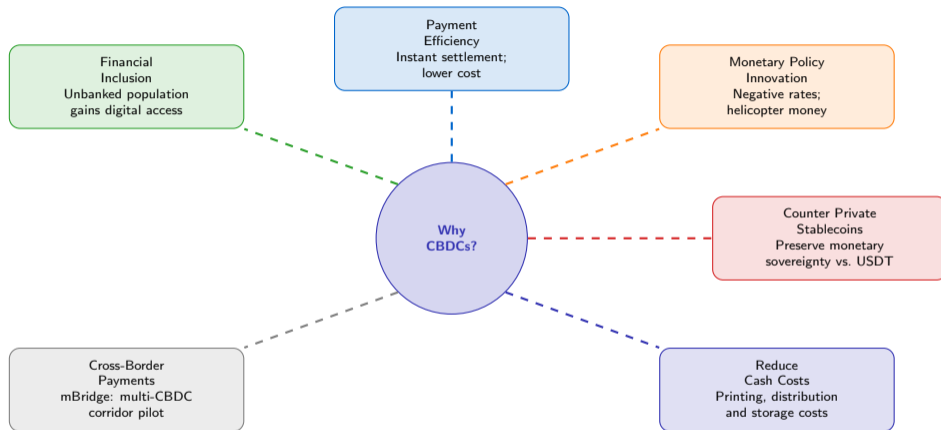 Payment
Efficiency
Instant settlement;
lower cost
Financial
Inclusion
Unbanked population
gains digital access
Monetary Policy
Innovation
Negative rates;
helicopter money
Why
CBDCs?
Counter Private
Stablecoins
Preserve monetary
sovereignty vs. USDT
Cross-Border
Payments
mBridge: multi-CBDC
corridor pilot
Reduce
Cash Costs
Printing, distribution
and storage costs